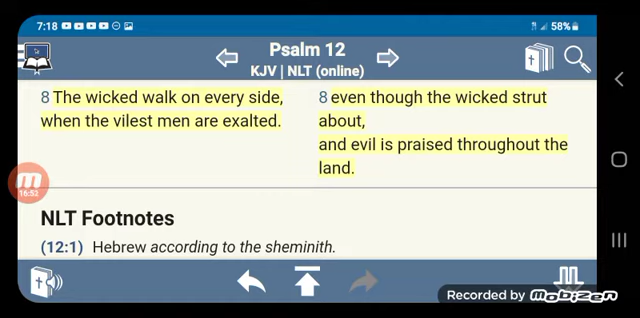 7:18
58%
Psalm 12
KJV | NLT (online)
8 The wicked walk on every side,
when the vilest men are exalted.
8 even though the wicked strut
about,
and evil is praised throughout the
land.
16:52
NLT Footnotes
(12:1) Hebrew according to the sheminith.
Recorded by mobizen